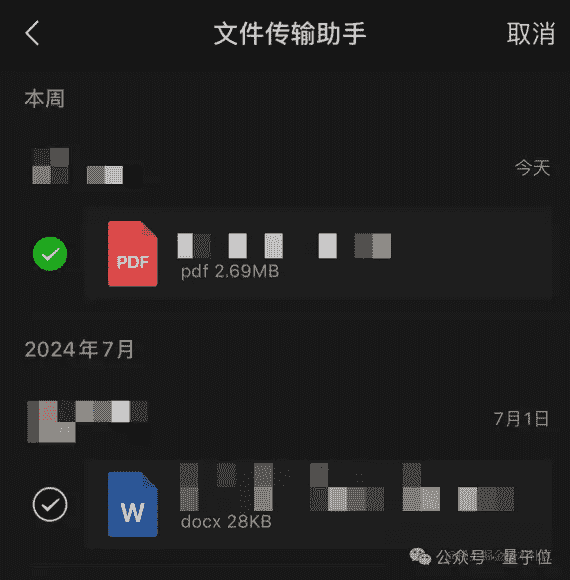 文件传输助手 取消
本周
今天
PDF
pdf 2.69MB
2024年7月
7月1日
W
docx 28KB
公众号 · 量子位